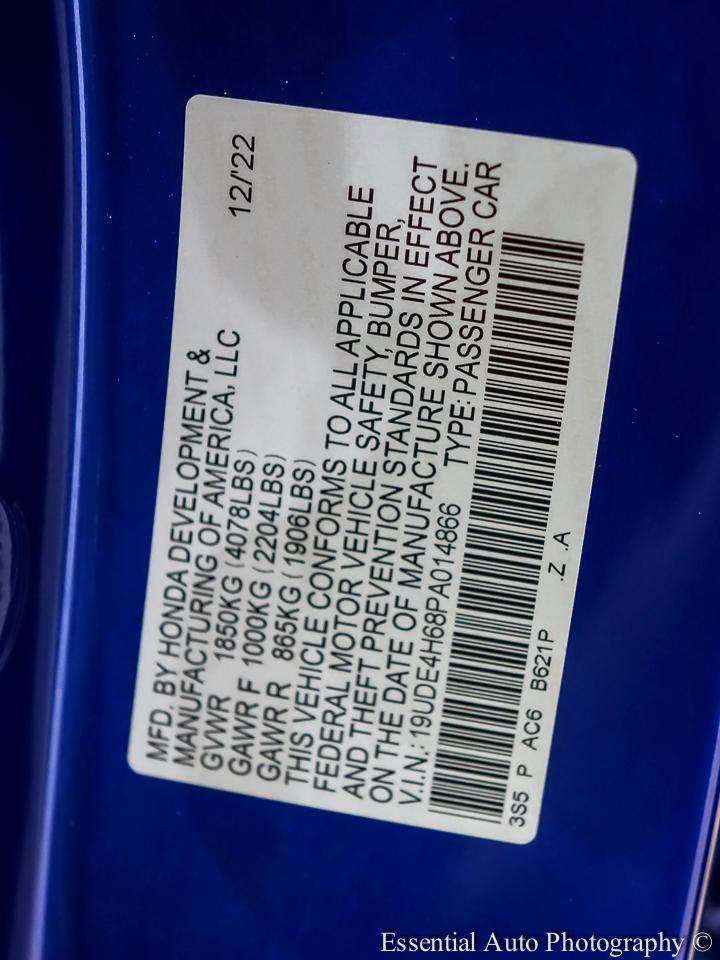 MFD. BY HONDA DEVELOPMENT &
MANUFACTURING OF AMERICA, LLC 12/'22
GVWR 1850KG (4078LBS)
GAWR F 1000KG (2204LBS)
GAWR R 865KG (1906LBS)
THIS VEHICLE CONFORMS TO ALL APPLICABLE
FEDERAL MOTOR VEHICLE SAFETY, BUMPER,
AND THEFT PREVENTION STANDARDS IN EFFECT
ON THE DATE OF MANUFACTURE SHOWN ABOVE.
V.I.N.: 19UDE4H68PA014866 TYPE: PASSENGER CAR
3S5 P AC6 B621P .Z .A
Essential Auto Photography ©